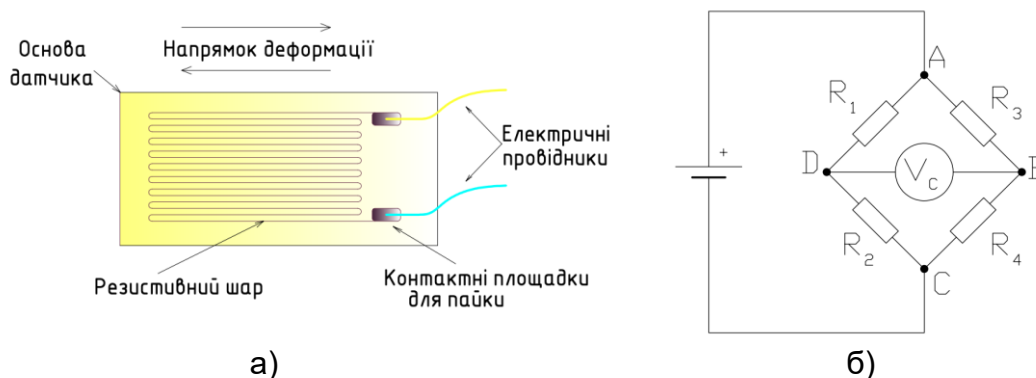 Основа
датчика
Напрямок деформації
Електричні
провідники
Резистивний шар
Контактні площадки
для пайки
а)
+
A
R1
R3
D
Vc
B
R2
R4
C
б)